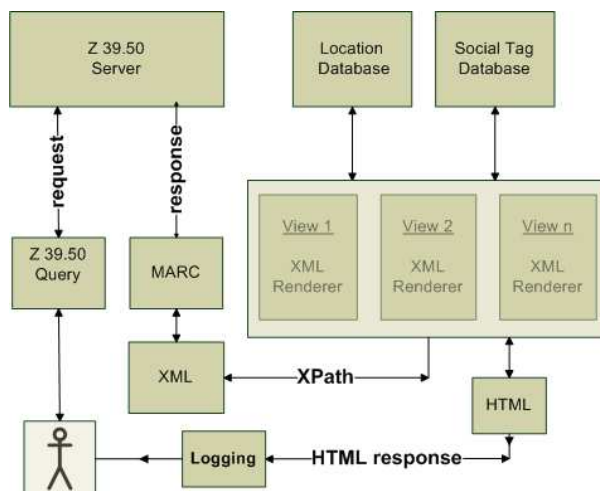 Z 39.50
Server
Location
Database
Social Tag
Database
request
response
View 1
XML
Renderer
View 2
XML
Renderer
View n
XML
Renderer
Z 39.50
Query
MARC
XML
XPath
HTML
Logging
HTML response